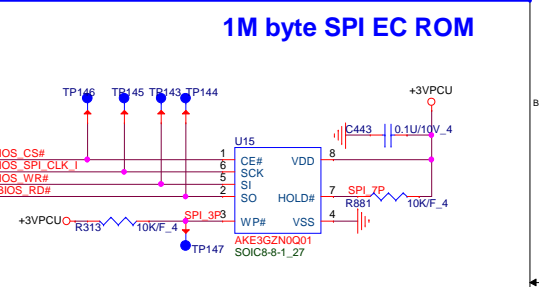 1M byte SPI EC ROM
+3VPCU
B
TP146
TP145
TP143
TP144
U15
C443
0.1U/10V_4
IOS_CS#
1
CE#
VDD
8
IOS_SPI_CLK_I
6
SCK
IOS_WR#
5
SI
BIOS_RD#
2
SO
HOLD#
7
SPI_7P
R881
10K/F_4
+3VPCU
R313
10K/F_4
SPI_3P
3
WP#
VSS
4
TP147
AKE3GZN0Q01
SOIC8-8-1_27